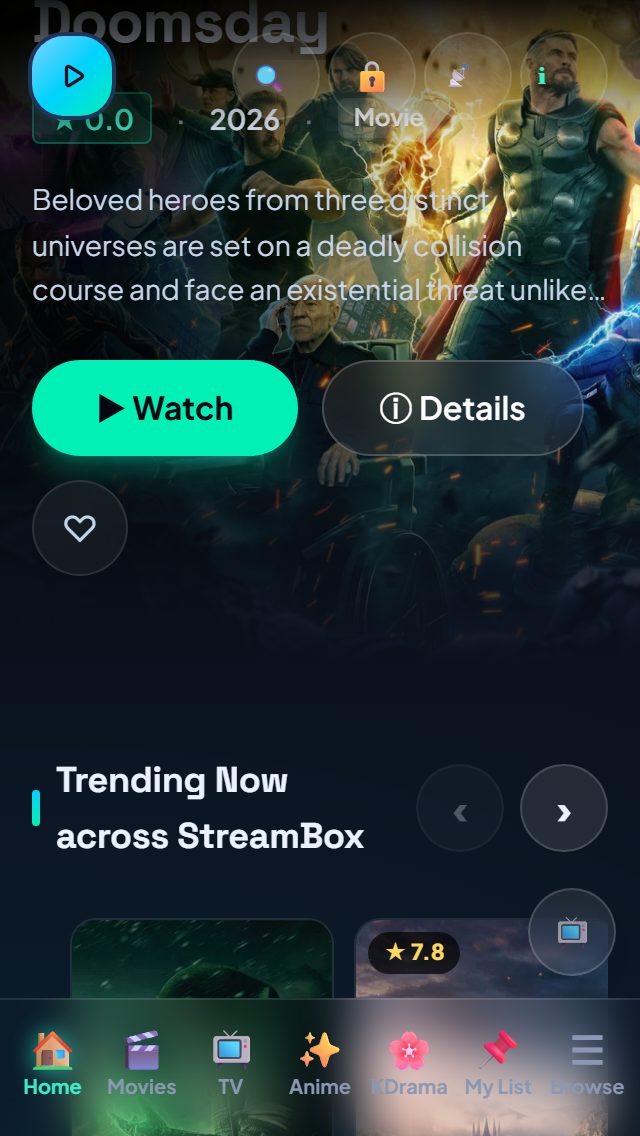 Doomsday
★ 0.0 · 2026 · Movie
Beloved heroes from three distinct
universes are set on a deadly collision
course and face an existential threat unlike...
▶ Watch
ⓘ Details
Trending Now
across StreamBox
‹ ›
★ 7.8
Home Movies TV Anime KDrama My List Browse